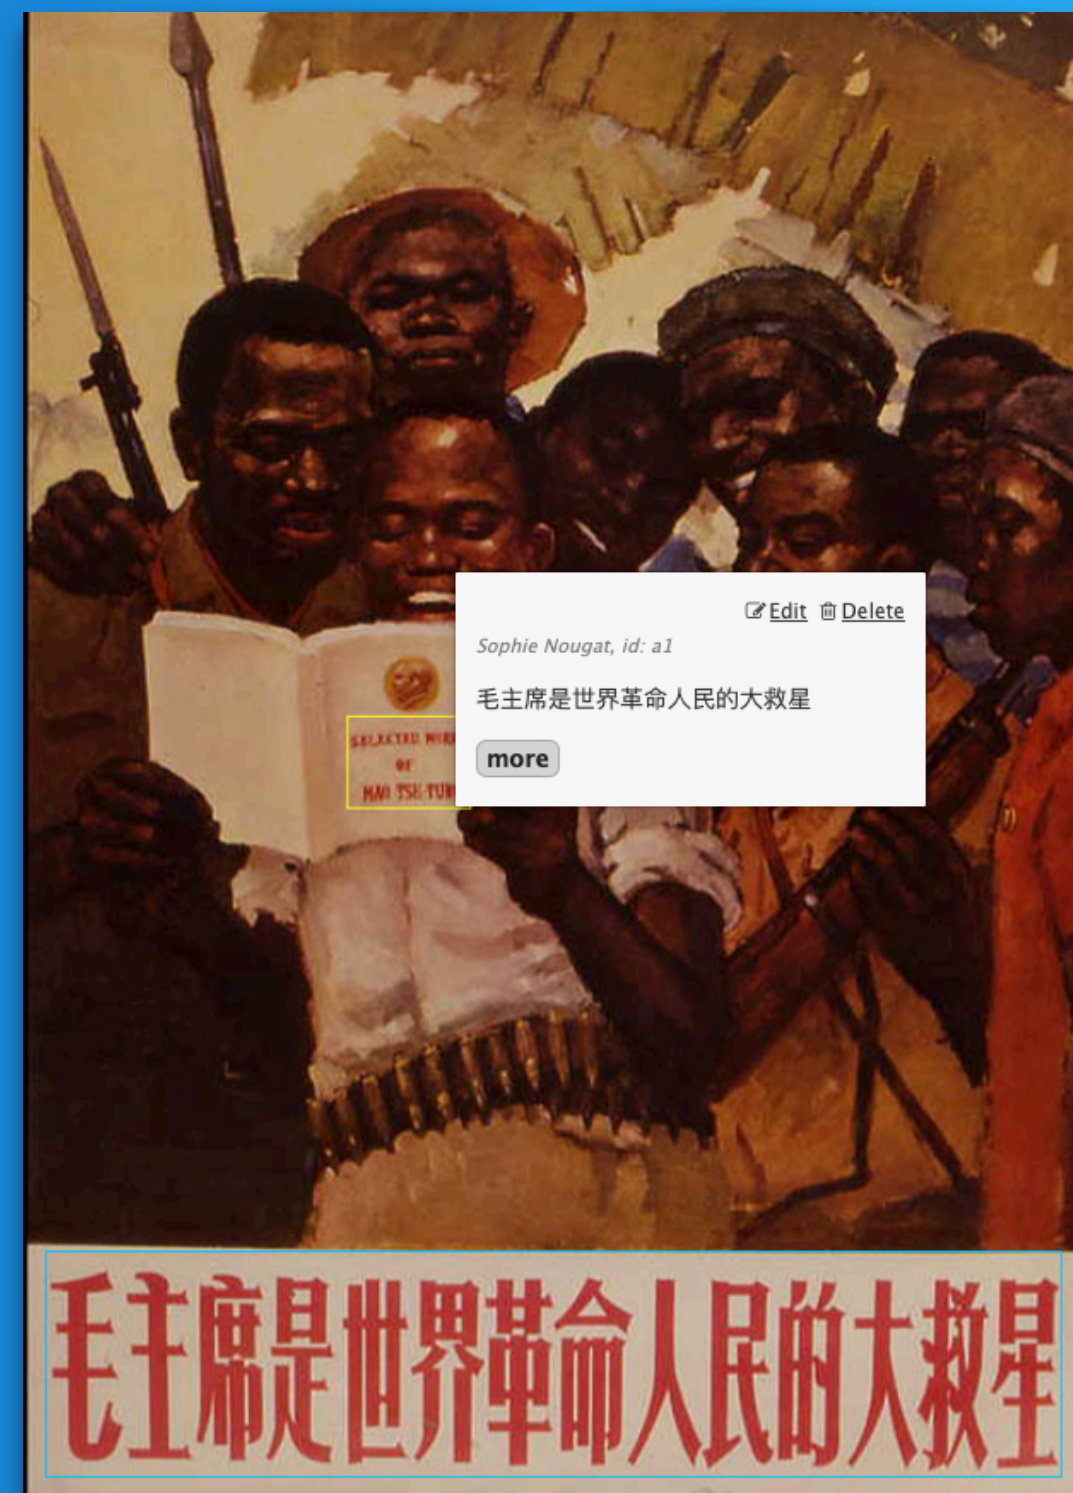 Edit Delete
Sophie Nougat, id: a1
毛主席是世界革命人民的大救星
more
SELECTED
OF
MAO TSE-TUN
毛主席是世界革命人民的大救星